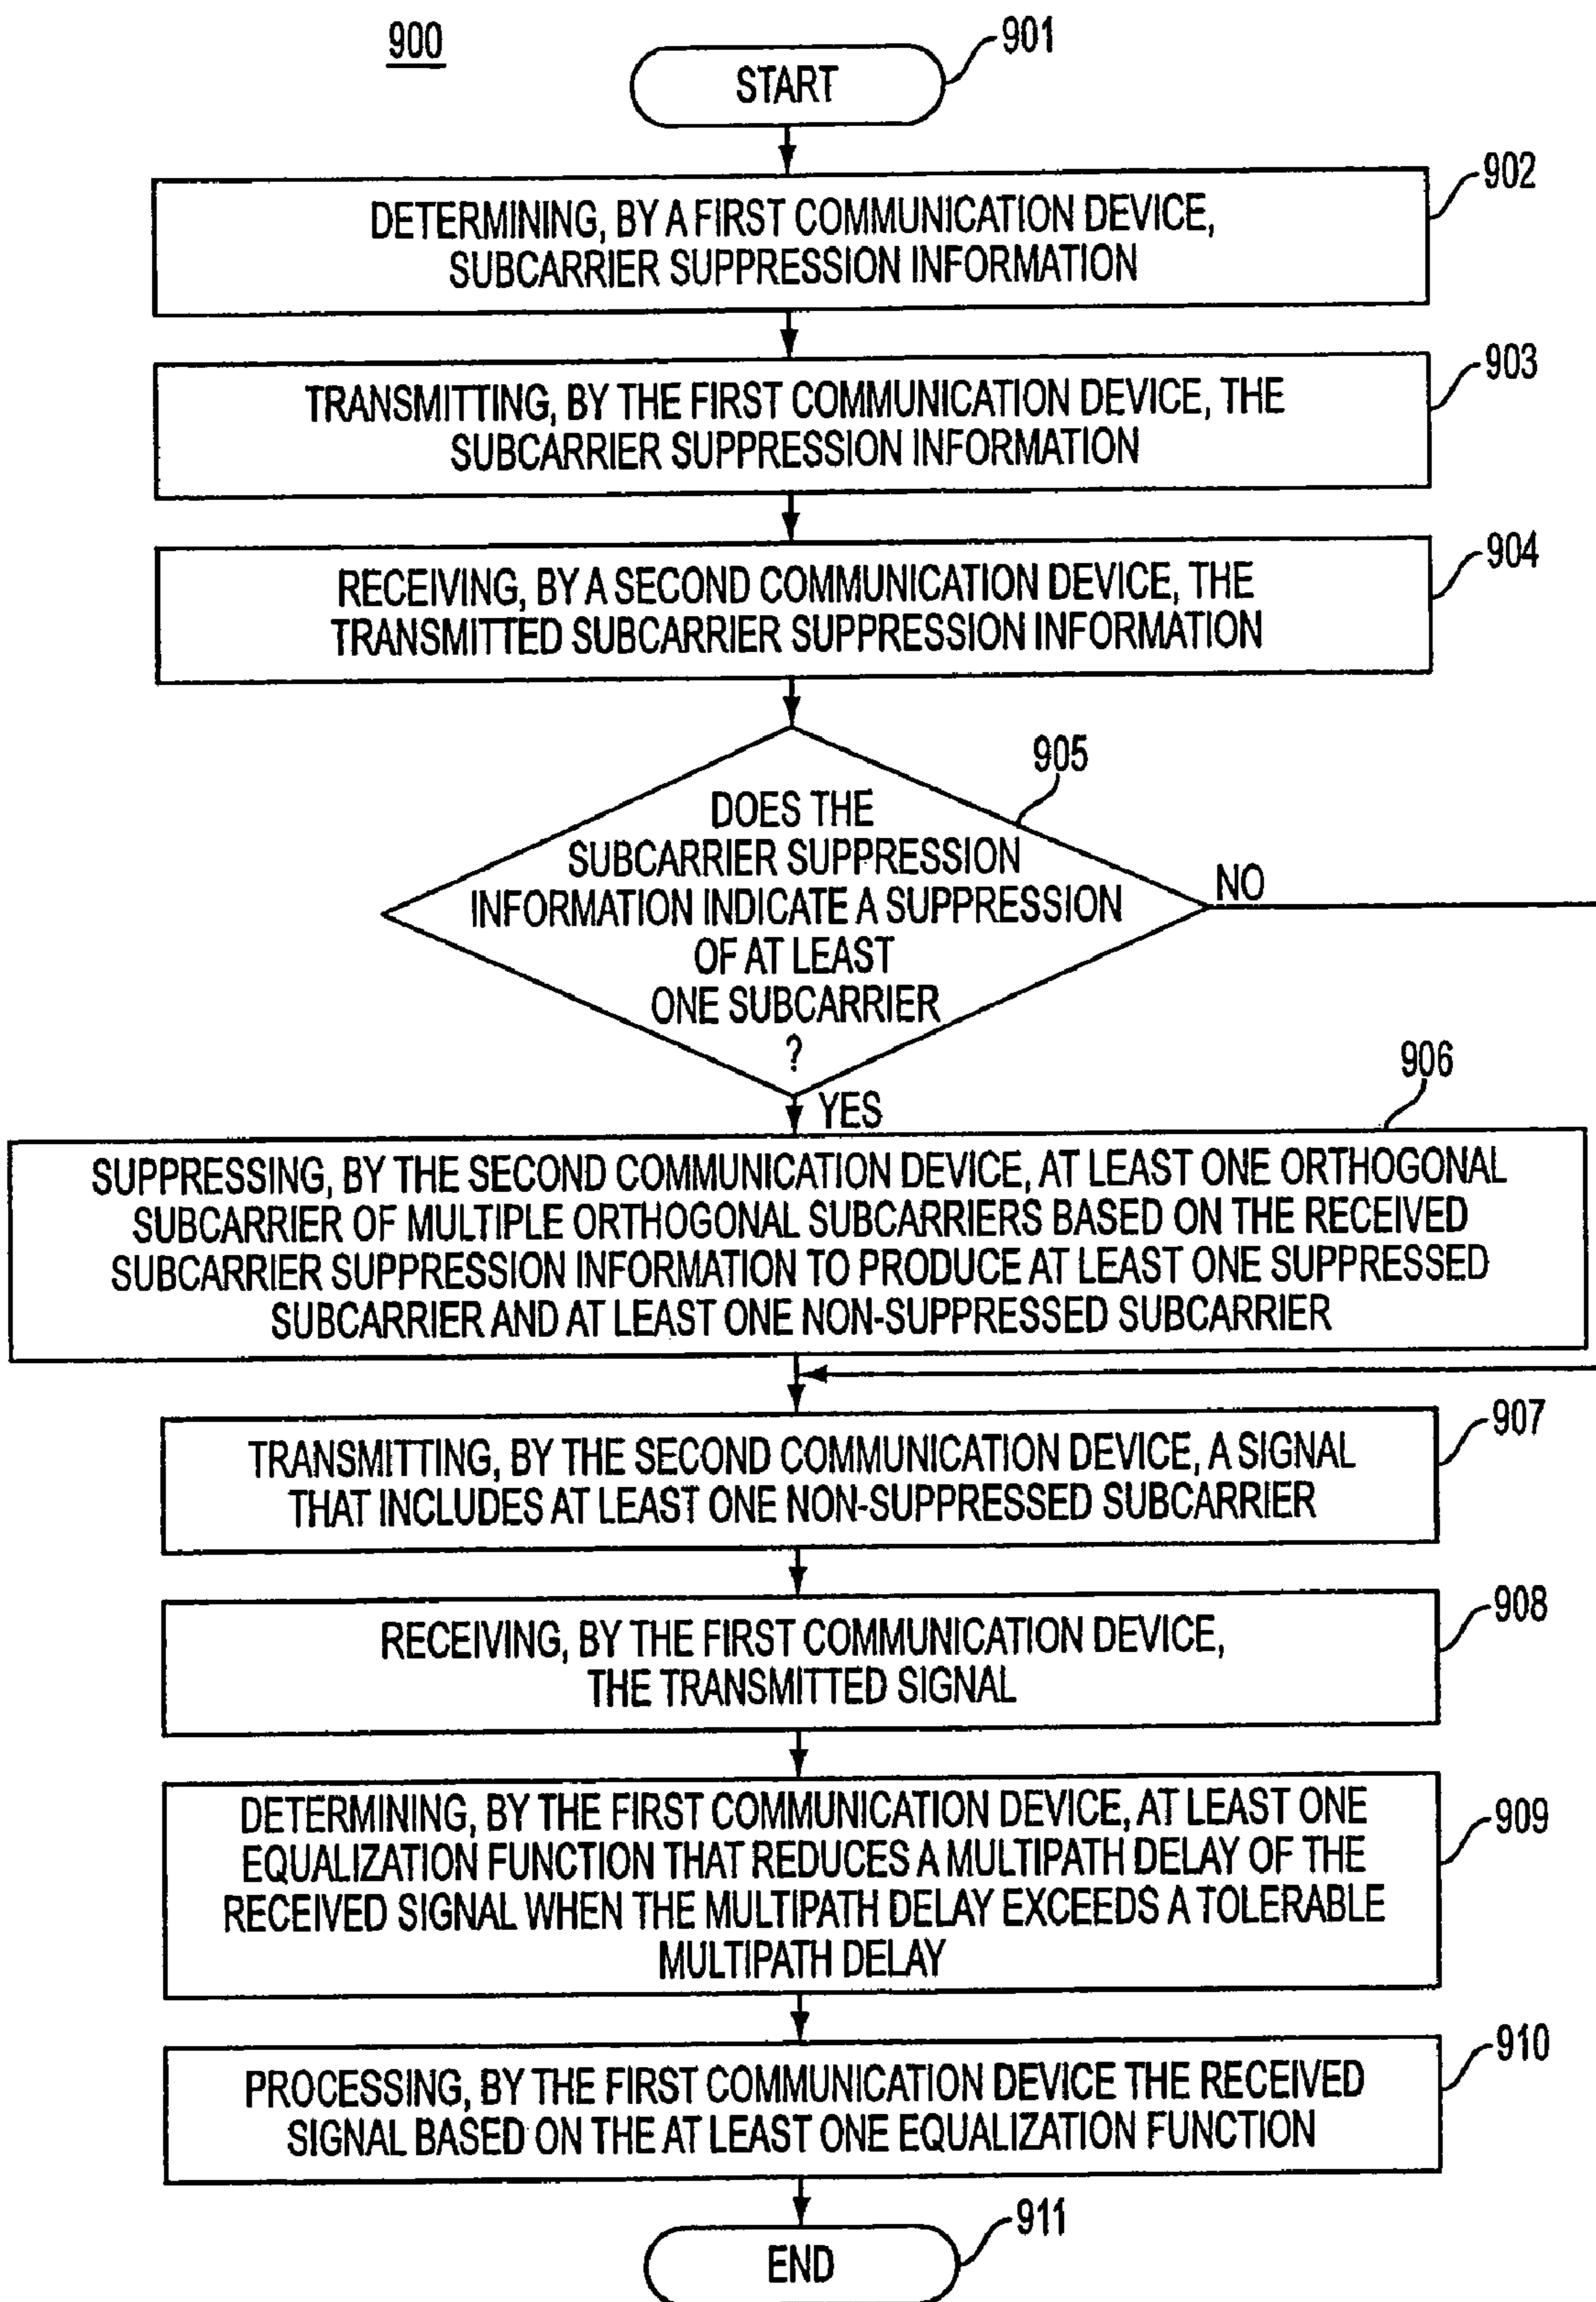 900
START
901
DETERMINING, BY A FIRST COMMUNICATION DEVICE,
SUBCARRIER SUPPRESSION INFORMATION
902
TRANSMITTING, BY THE FIRST COMMUNICATION DEVICE, THE
SUBCARRIER SUPPRESSION INFORMATION
903
RECEIVING, BY A SECOND COMMUNICATION DEVICE, THE
TRANSMITTED SUBCARRIER SUPPRESSION INFORMATION
904
DOES THE
SUBCARRIER SUPPRESSION
INFORMATION INDICATE A SUPPRESSION
OF AT LEAST
ONE SUBCARRIER
?
905
NO
YES
906
SUPPRESSING, BY THE SECOND COMMUNICATION DEVICE, AT LEAST ONE ORTHOGONAL
SUBCARRIER OF MULTIPLE ORTHOGONAL SUBCARRIERS BASED ON THE RECEIVED
SUBCARRIER SUPPRESSION INFORMATION TO PRODUCE AT LEAST ONE SUPPRESSED
SUBCARRIER AND AT LEAST ONE NON-SUPPRESSED SUBCARRIER
TRANSMITTING, BY THE SECOND COMMUNICATION DEVICE, A SIGNAL
THAT INCLUDES AT LEAST ONE NON-SUPPRESSED SUBCARRIER
907
RECEIVING, BY THE FIRST COMMUNICATION DEVICE,
THE TRANSMITTED SIGNAL
908
DETERMINING, BY THE FIRST COMMUNICATION DEVICE, AT LEAST ONE
EQUALIZATION FUNCTION THAT REDUCES A MULTIPATH DELAY OF THE
RECEIVED SIGNAL WHEN THE MULTIPATH DELAY EXCEEDS A TOLERABLE
MULTIPATH DELAY
909
PROCESSING, BY THE FIRST COMMUNICATION DEVICE THE RECEIVED
SIGNAL BASED ON THE AT LEAST ONE EQUALIZATION FUNCTION
910
END
911